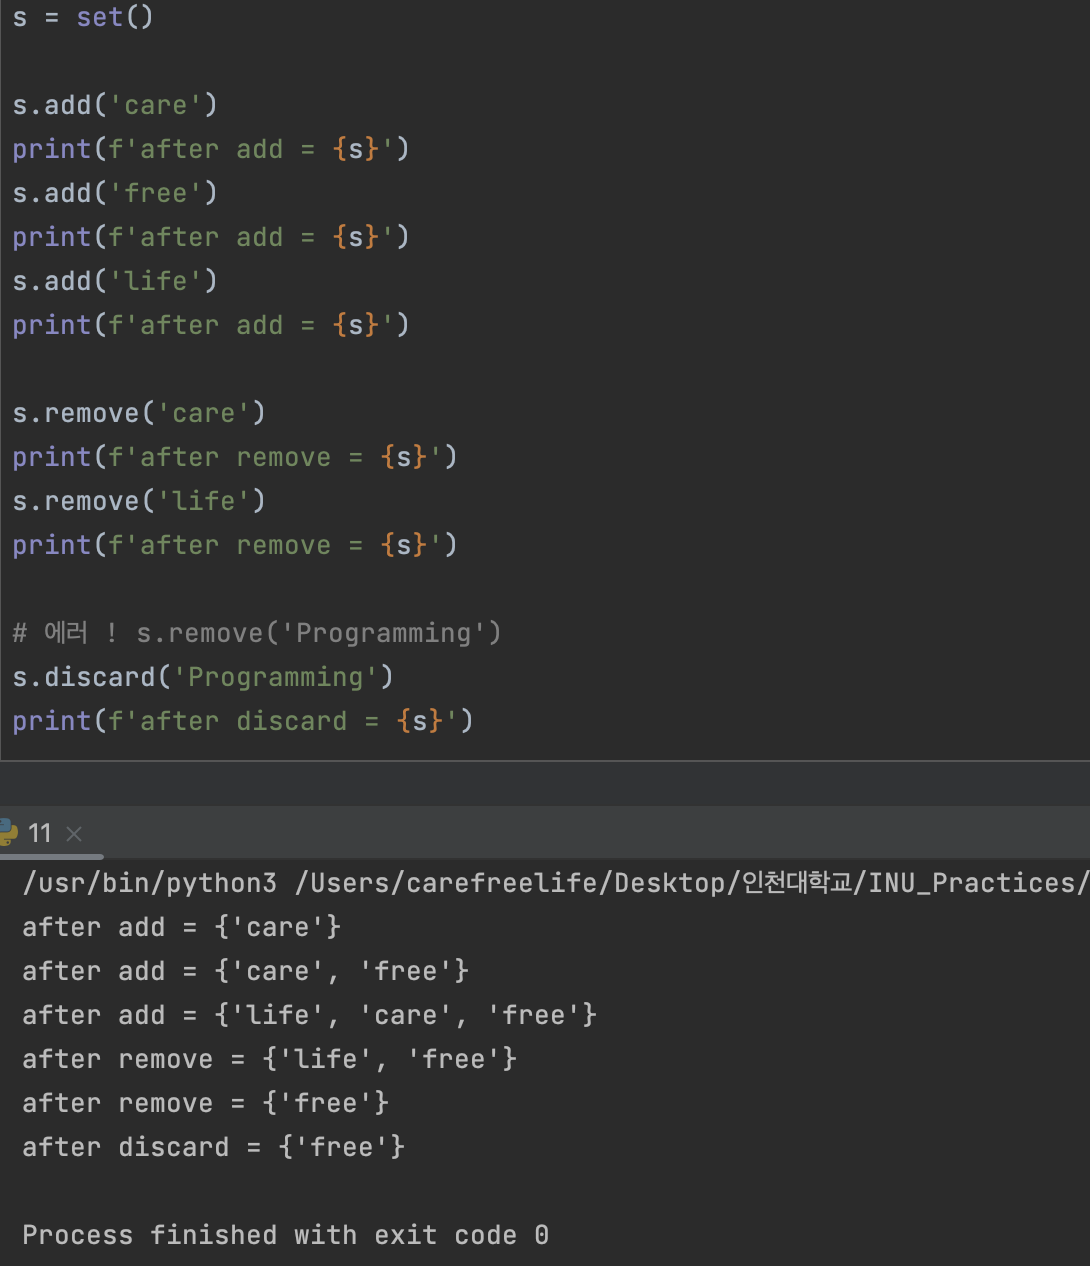 s = set()
s.add('care')
print(f'after add = {s}')
s.add('free')
print(f'after add = {s}')
s.add('life')
print(f'after add = {s}')
s.remove('care')
print(f'after remove = {s}')
s.remove('life')
print(f'after remove = {s}')
# 에러 ! s.remove('Programming')
s.discard('Programming')
print(f'after discard = {s}')
11 ×
/usr/bin/python3 /Users/carefreelife/Desktop/인천대학교/INU_Practices/
after add = {'care'}
after add = {'care', 'free'}
after add = {'life', 'care', 'free'}
after remove = {'life', 'free'}
after remove = {'free'}
after discard = {'free'}
Process finished with exit code 0